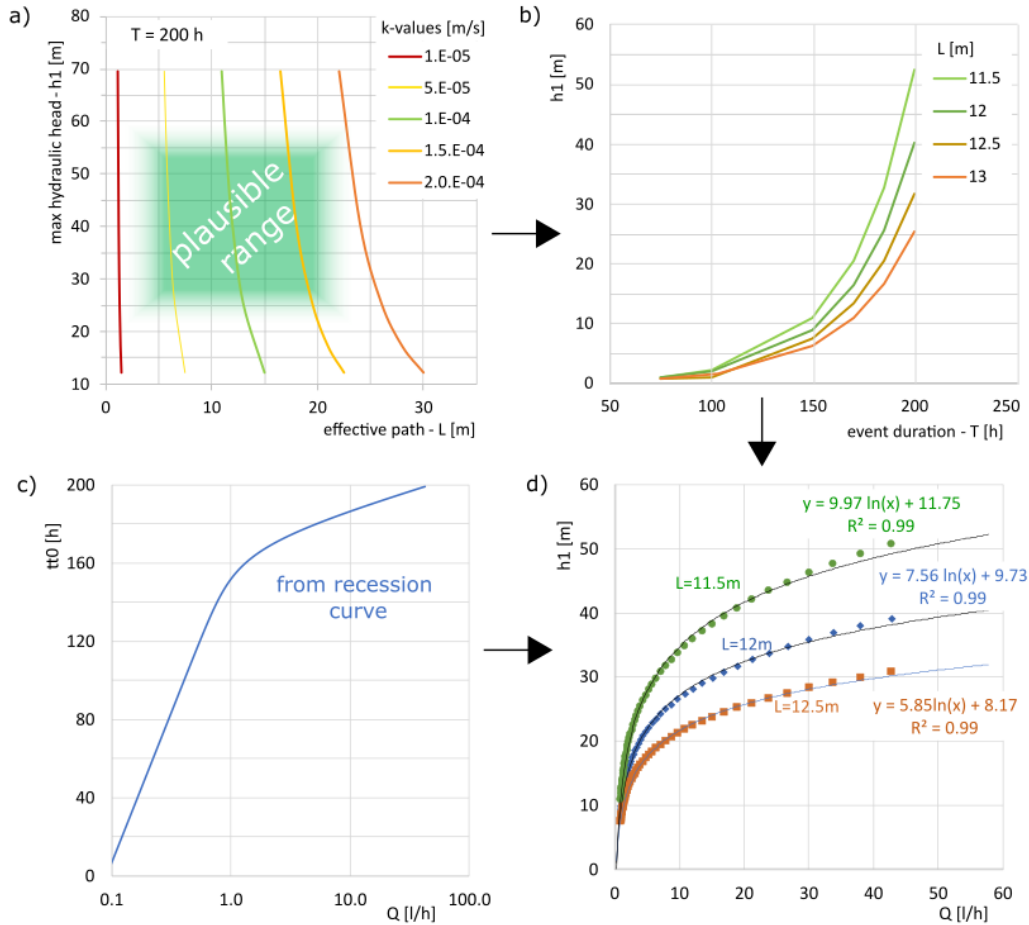 a)
T = 200 h
k-values [m/s]
1.E-05
5.E-05
1.E-04
1.5.E-04
2.0.E-04
plausible
range
max hydraulic head - h1 [m]
80
70
60
50
40
30
20
10
0
10
20
30
effective path - L [m]
b)
h1 [m]
60
50
40
30
20
10
0
L [m]
11.5
12
12.5
13
50
100
150
200
250
event duration - T [h]
c)
tt0 [h]
200
160
120
80
40
0
from recession
curve
0.1
1.0
10.0
100.0
Q [l/h]
d)
h1 [m]
60
50
40
30
20
10
0
y = 9.97 ln(x) + 11.75
R² = 0.99
L=11.5m
y = 7.56 ln(x) + 9.73
R² = 0.99
L=12m
L=12.5m
y = 5.85ln(x) + 8.17
R² = 0.99
0
10
20
30
40
50
60
Q [l/h]